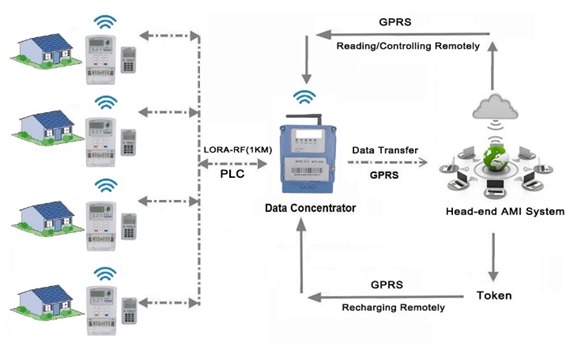 GPRS
Reading/Controlling Remotely
LORA-RF(1KM)
PLC
Data Transfer
GPRS
Data Concentrator
Head-end AMI System
GPRS
Recharging Remotely
Token